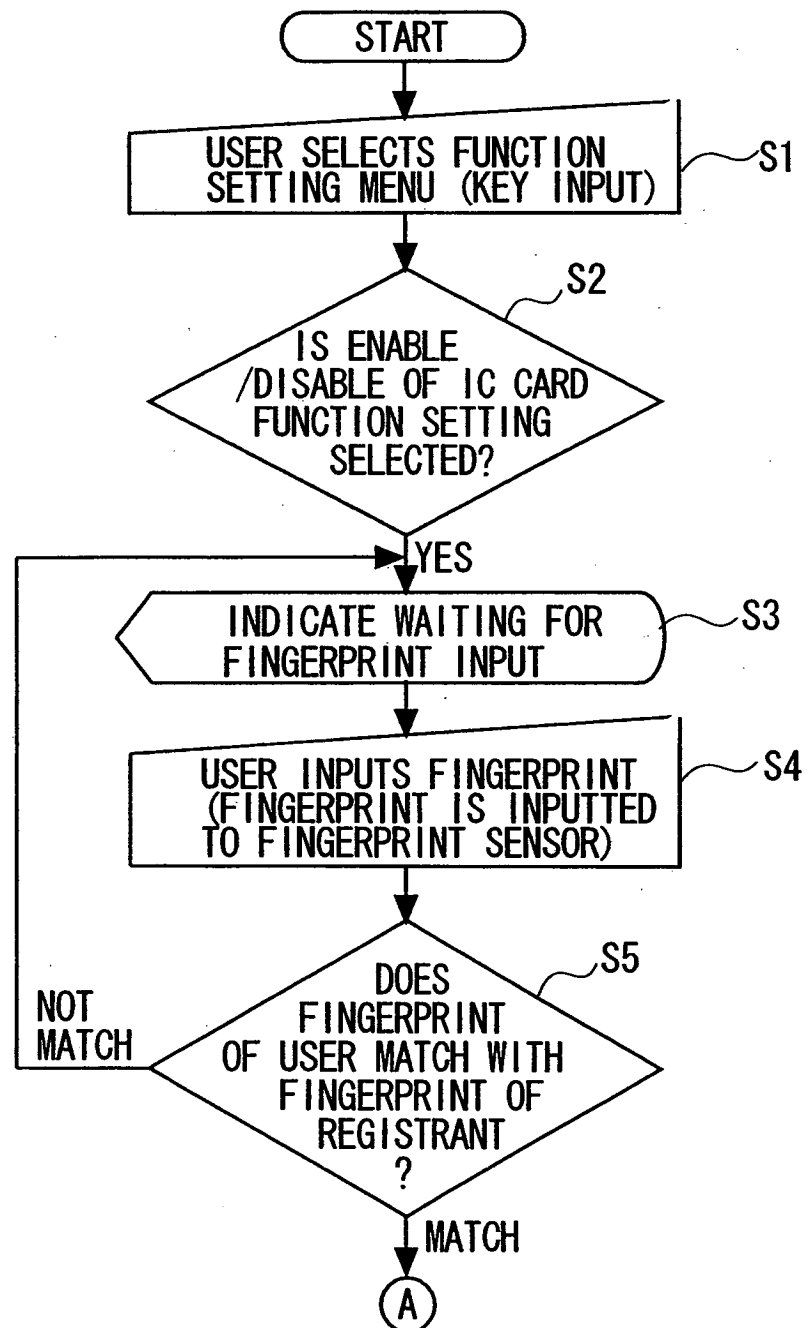 START
USER SELECTS FUNCTION
SETTING MENU (KEY INPUT)
S1
S2
IS ENABLE
/DISABLE OF IC CARD
FUNCTION SETTING
SELECTED?
YES
INDICATE WAITING FOR
FINGERPRINT INPUT
S3
USER INPUTS FINGERPRINT
(FINGERPRINT IS INPUTTED
TO FINGERPRINT SENSOR)
S4
S5
DOES
FINGERPRINT
OF USER MATCH WITH
FINGERPRINT OF
REGISTRANT
?
NOT
MATCH
MATCH
A